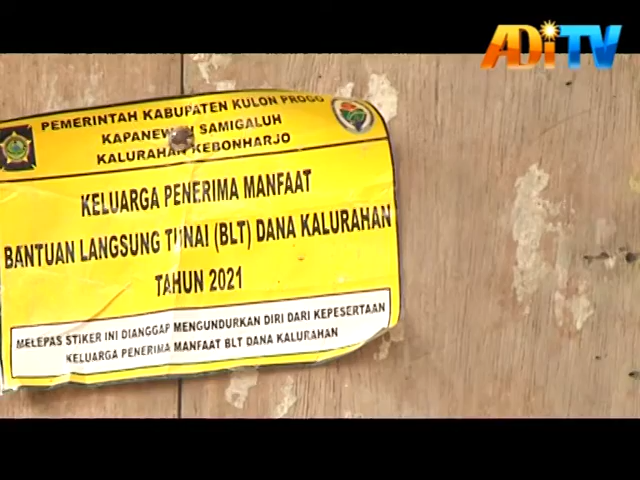 ADiTV
PEMERINTAH KABUPATEN KULON PROGO
KAPANEWON SAMIGALUH
KALURAHAN KEBONHARJO
KELUARGA PENERIMA MANFAAT
BANTUAN LANGSUNG TUNAI (BLT) DANA KALURAHAN
TAHUN 2021
MELEPAS STIKER INI DIANGGAP MENGUNDURKAN DIRI DARI KEPESERTAAN
KELUARGA PENERIMA MANFAAT BLT DANA KALURAHAN